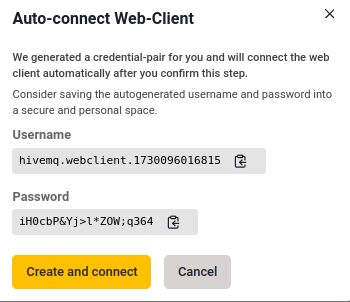 Auto-connect Web-Client
We generated a credential-pair for you and will connect the web
client automatically after you confirm this step.
Consider saving the autogenerated username and password into
a secure and personal space.
Username
hivemq.webclient.1730096016815
Password
iH0cbP&Yj>l*ZOW;q364
Create and connect
Cancel